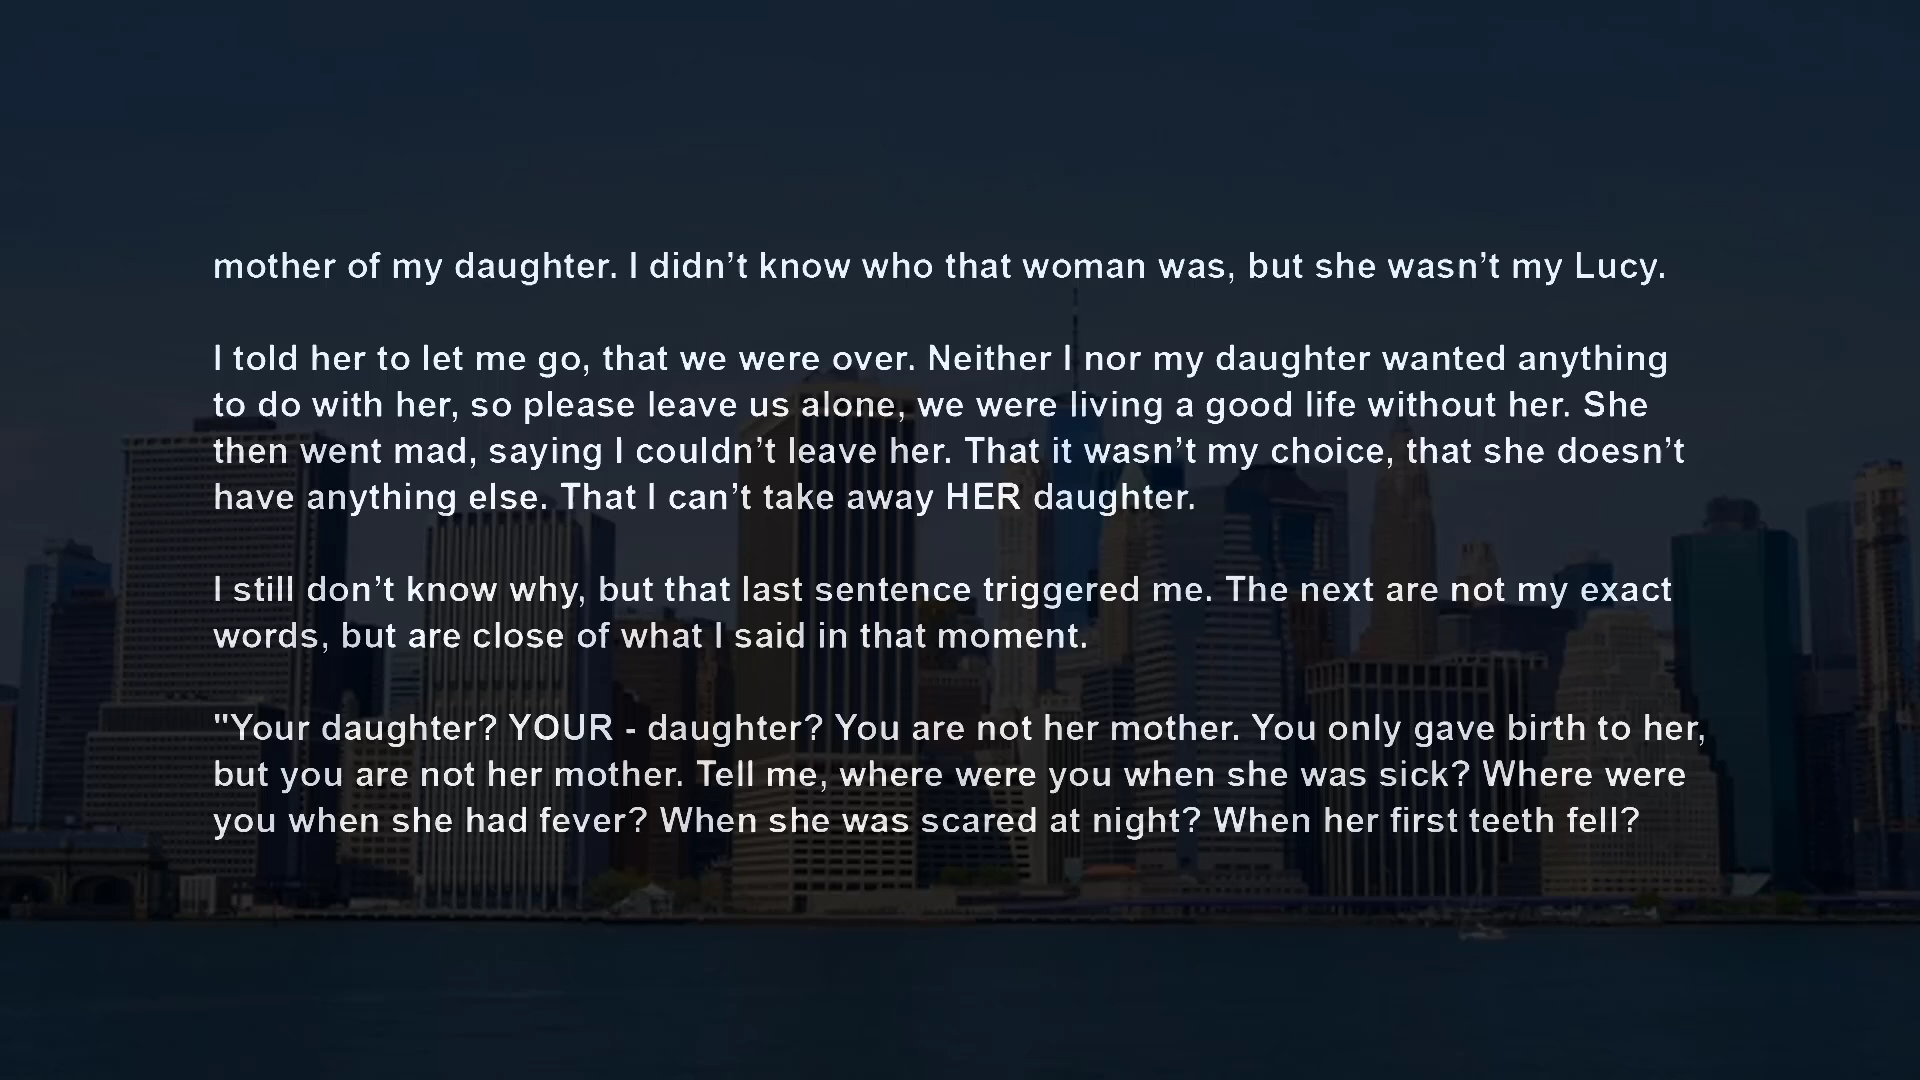 mother of my daughter. I didn’t know who that woman was, but she wasn’t my Lucy.
I told her to let me go, that we were over. Neither I nor my daughter wanted anything
to do with her, so please leave us alone, we were living a good life without her. She
then went mad, saying I couldn’t leave her. That it wasn’t my choice, that she doesn’t
have anything else. That I can’t take away HER daughter.
I still don’t know why, but that last sentence triggered me. The next are not my exact
words, but are close of what I said in that moment.
"Your daughter? YOUR - daughter? You are not her mother. You only gave birth to her,
but you are not her mother. Tell me, where were you when she was sick? Where were
you when she had fever? When she was scared at night? When her first teeth fell?